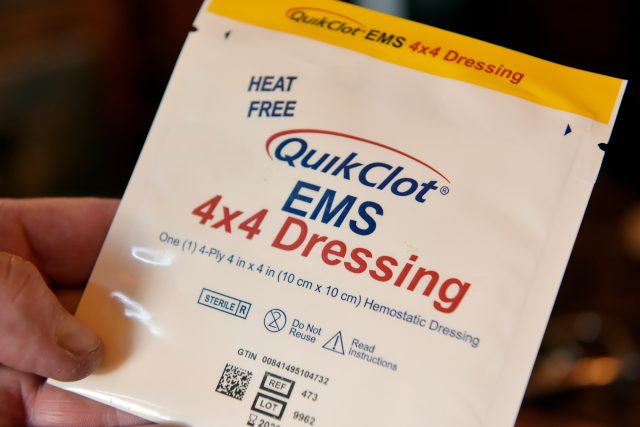 QuikClot EMS 4x4 Dressing
HEAT
FREE
QuikClot®
EMS
4x4 Dressing
One (1) 4-Ply 4 in x 4 in (10 cm x 10 cm) Hemostatic Dressing
STERILE R
Do Not
Reuse
Read
Instructions
GTIN 00841495104732
REF 473
LOT 9962